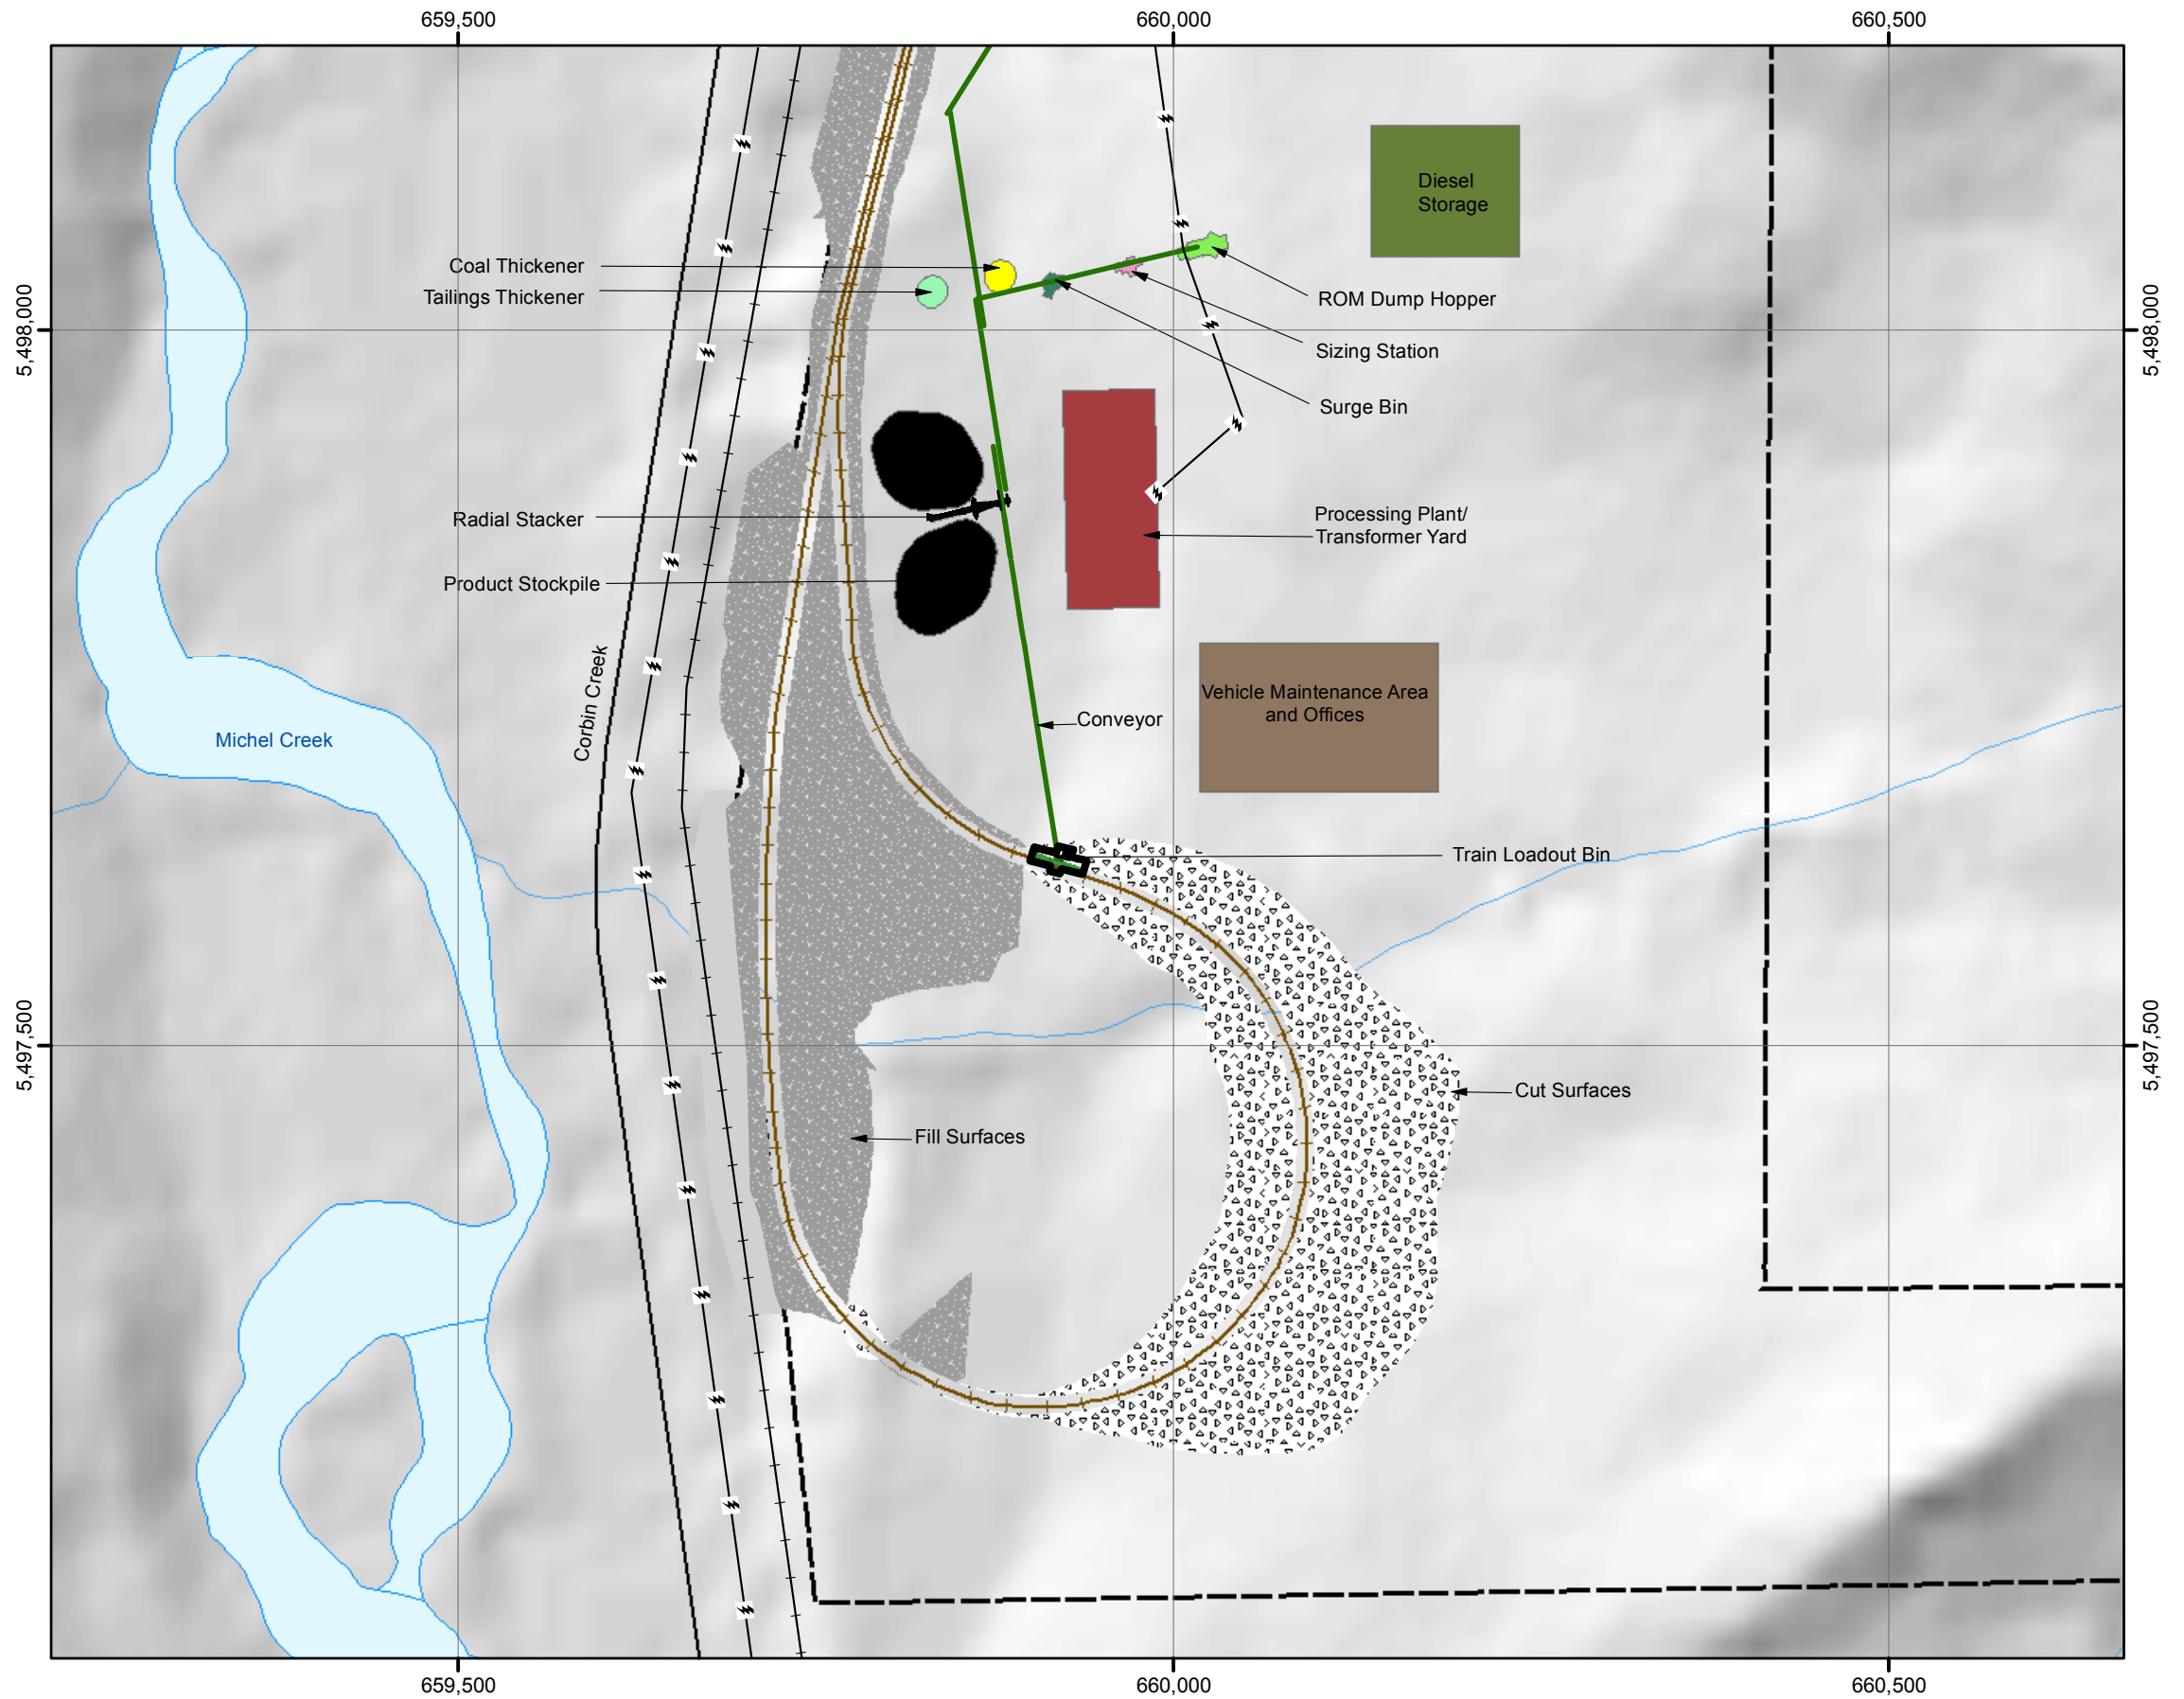 659,500
660,000
660,500
Diesel
Storage
Coal Thickener
Tailings Thickener
ROM Dump Hopper
5,498,000
5,498,000
Sizing Station
Surge Bin
Radial Stacker
Processing Plant/
Transformer Yard
Product Stockpile
Corbin Creek
Vehicle Maintenance Area
and Offices
Conveyor
Michel Creek
Train Loadout Bin
5,497,500
5,497,500
Cut Surfaces
Fill Surfaces
659,500
660,000
660,500